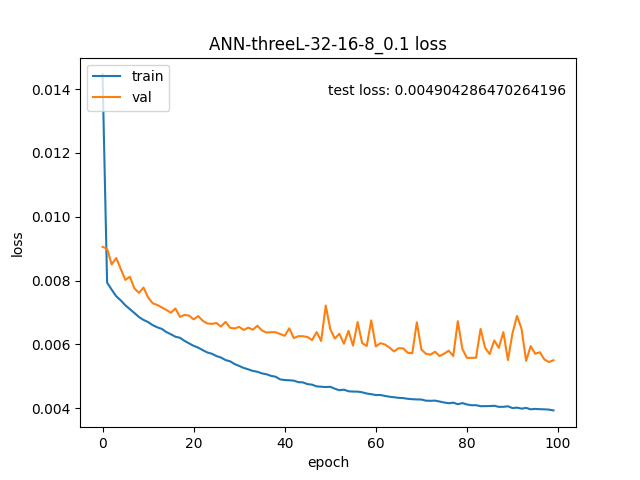 ANN-threeL-32-16-8_0.1 loss
train
val
test loss: 0.004904286470264196
0.014
0.012
0.010
0.008
0.006
0.004
loss
0 20 40 60 80 100
epoch